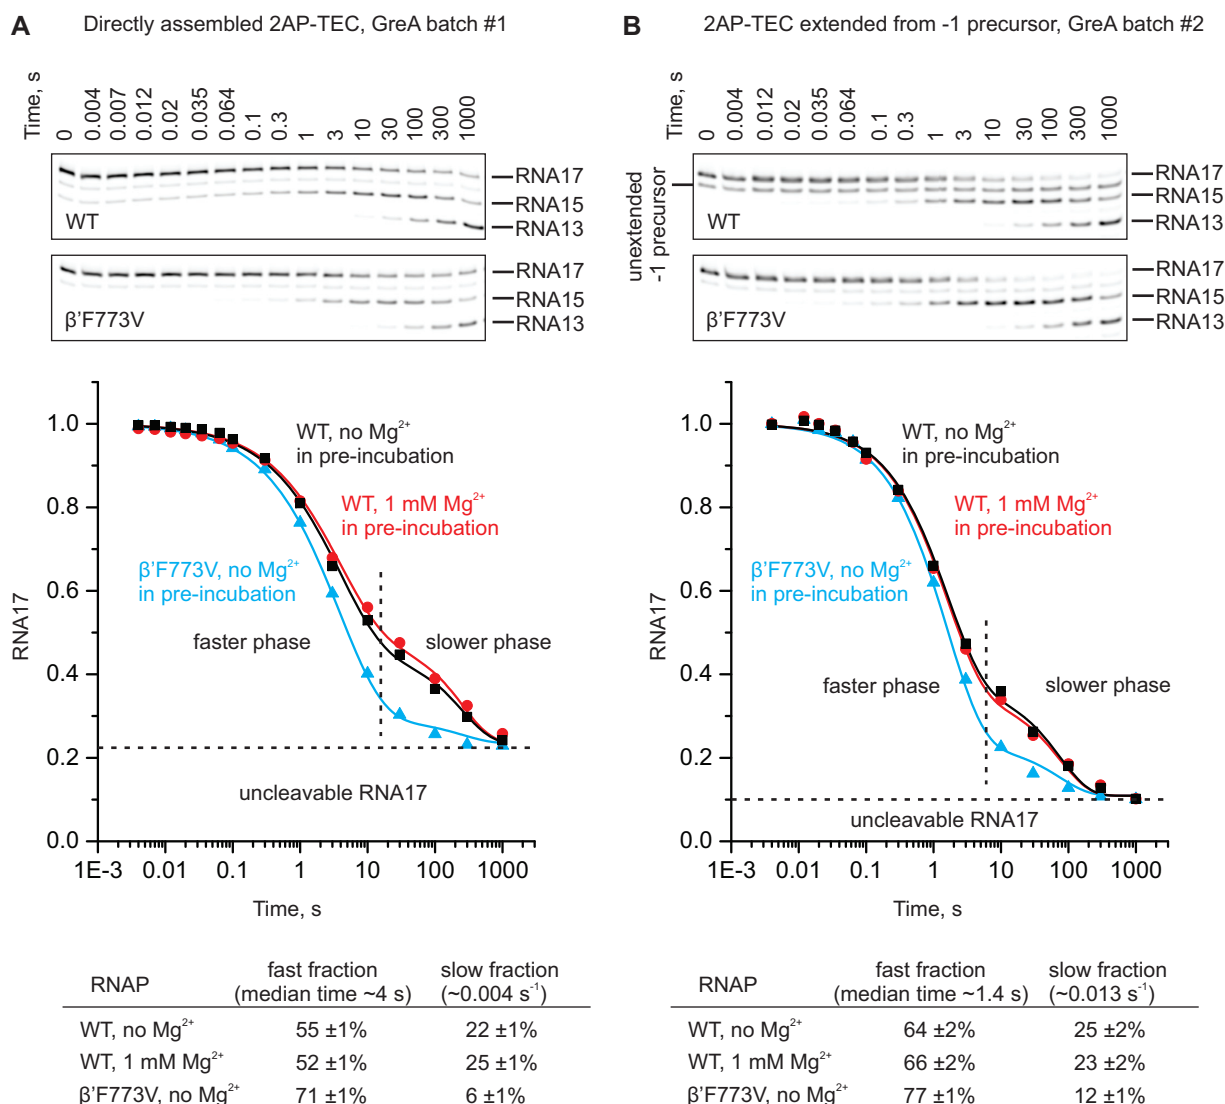 A
Directly assembled 2AP-TEC, GreA batch #1
Time, s
0
0.004
0.007
0.012
0.02
0.035
0.064
0.1
0.3
1
3
10
30
100
300
1000
WT
RNA17
RNA15
RNA13
β'F773V
RNA17
RNA15
RNA13
RNA17
1.0
0.8
0.6
0.4
0.2
0.0
WT, no Mg²⁺
in pre-incubation
WT, 1 mM Mg²⁺
in pre-incubation
β'F773V, no Mg²⁺
in pre-incubation
faster phase
slower phase
uncleavable RNA17
1E-3 0.01 0.1 1 10 100 1000
Time, s
RNAP
fast fraction
(median time ~4 s)
slow fraction
(~0.004 s⁻¹)
WT, no Mg²⁺ 55 ±1% 22 ±1%
WT, 1 mM Mg²⁺ 52 ±1% 25 ±1%
β'F773V, no Mg²⁺ 71 ±1% 6 ±1%
B
2AP-TEC extended from -1 precursor, GreA batch #2
Time, s
0
0.004
0.012
0.02
0.035
0.064
0.1
0.3
1
3
10
30
100
300
1000
unextended
-1 precursor
WT
RNA17
RNA15
RNA13
β'F773V
RNA17
RNA15
RNA13
RNA17
1.0
0.8
0.6
0.4
0.2
0.0
WT, no Mg²⁺
in pre-incubation
WT, 1 mM Mg²⁺
in pre-incubation
β'F773V, no Mg²⁺
in pre-incubation
faster phase
slower phase
uncleavable RNA17
1E-3 0.01 0.1 1 10 100 1000
Time, s
RNAP
fast fraction
(median time ~1.4 s)
slow fraction
(~0.013 s⁻¹)
WT, no Mg²⁺ 64 ±2% 25 ±2%
WT, 1 mM Mg²⁺ 66 ±2% 23 ±2%
β'F773V, no Mg²⁺ 77 ±1% 12 ±1%